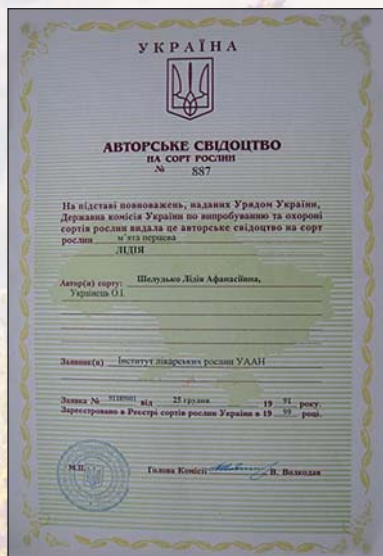 УКРАЇНА
АВТОРСЬКЕ СВІДОЦТВО
НА СОРТ РОСЛИН
№ 887
На підставі повноважень, наданих Урядом України,
Державна комісія України по випробуванню та охороні
сортів рослин видала це авторське свідоцтво на сорт
рослин м'ята перцева
ЛІДІЯ
Автор(и) сорту: Шелудько Лідія Афанасіївна,
Українець О.І.
Заявник(и) Інститут лікарських рослин УААН
Заявка № від 25 грудня 19 91 року.
Зареєстровано в Реєстрі сортів рослин України в 19 99 році.
М.П.
Голова Комісії В. Волкодав